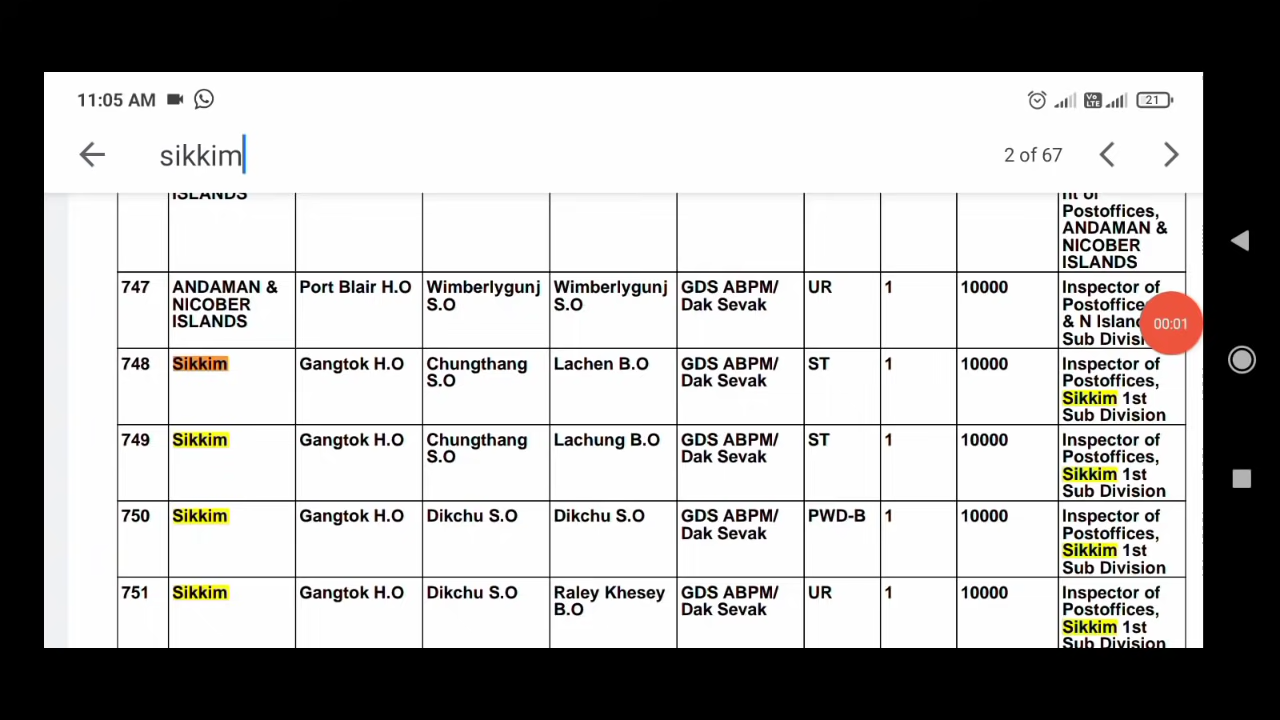 11:05 AM
Vo LTE
21
sikkim
2 of 67
ISLANDS
nt of
Postoffices,
ANDAMAN &
NICOBER
ISLANDS
747
ANDAMAN &
NICOBER
ISLANDS
Port Blair H.O
Wimberlygunj
S.O
Wimberlygunj
S.O
GDS ABPM/
Dak Sevak
UR
1
10000
Inspector of
& N
Sub
00:01
748
Sikkim
Gangtok H.O
Chungthang
S.O
Lachen B.O
GDS ABPM/
Dak Sevak
ST
1
10000
Inspector of
Postoffices,
Sikkim 1st
Sub Division
749
Sikkim
Gangtok H.O
Chungthang
S.O
Lachung B.O
GDS ABPM/
Dak Sevak
ST
1
10000
Inspector of
Postoffices,
Sikkim 1st
Sub Division
750
Sikkim
Gangtok H.O
Dikchu S.O
Dikchu S.O
GDS ABPM/
Dak Sevak
PWD-B
1
10000
Inspector of
Postoffices,
Sikkim 1st
Sub Division
751
Sikkim
Gangtok H.O
Dikchu S.O
Raley Khesey
B.O
GDS ABPM/
Dak Sevak
UR
1
10000
Inspector of
Postoffices,
Sikkim 1st
Sub Division